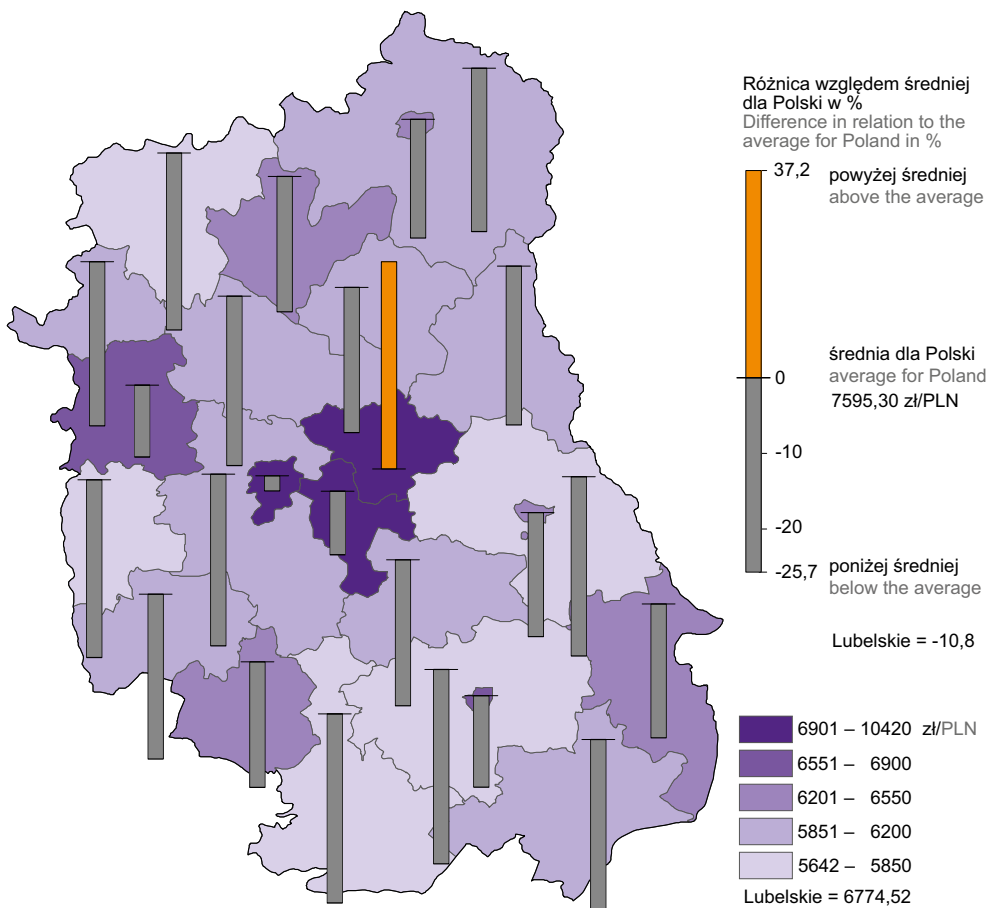 Różnica względem średniej
dla Polski w %
Difference in relation to the
average for Poland in %
37,2
powyżej średniej
above the average
średnia dla Polski
0
average for Poland
7595,30 zł/PLN
-10
-20
-25,7
poniżej średniej
below the average
Lubelskie = -10,8
6901 – 10420 zł/PLN
6551 – 6900
6201 – 6550
5851 – 6200
5642 – 5850
Lubelskie = 6774,52